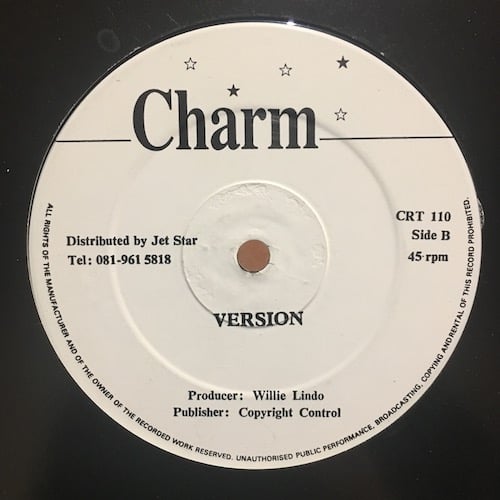 Charm
Distributed by Jet Star
Tel: 081-961 5818
CRT 110
Side B
45 rpm
VERSION
Producer: Willie Lindo
Publisher: Copyright Control
ALL RIGHTS OF THE MANUFACTURER AND OF THE OWNER OF THE RECORDED WORK RESERVED. UNAUTHORISED PUBLIC PERFORMANCE, BROADCASTING, COPYING AND RENTAL OF THIS RECORD PROHIBITED.